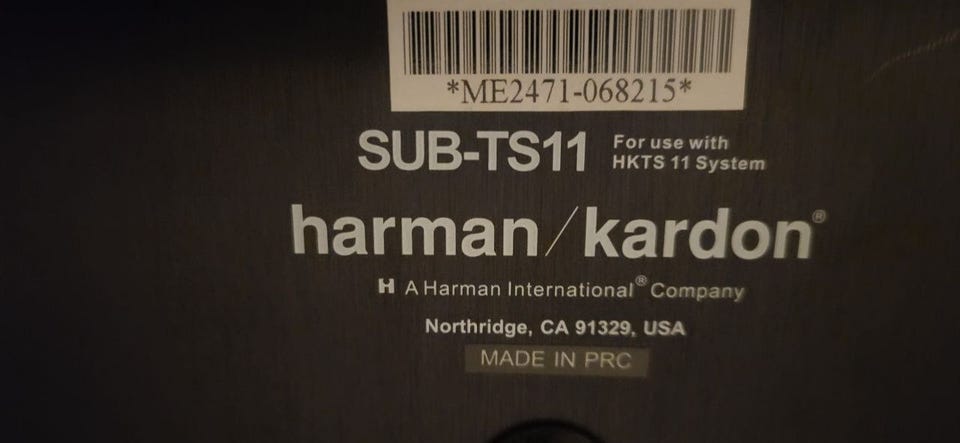 *ME2471-068215*
SUB-TS11
For use with
HKTS 11 System
harman/kardon®
H A Harman International® Company
Northridge, CA 91329, USA
MADE IN PRC